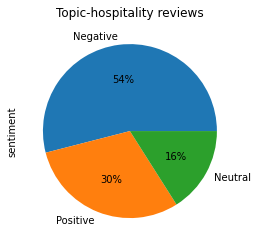 Topic-hospitality reviews
Negative
54%
sentiment
16%
30%
Neutral
Positive